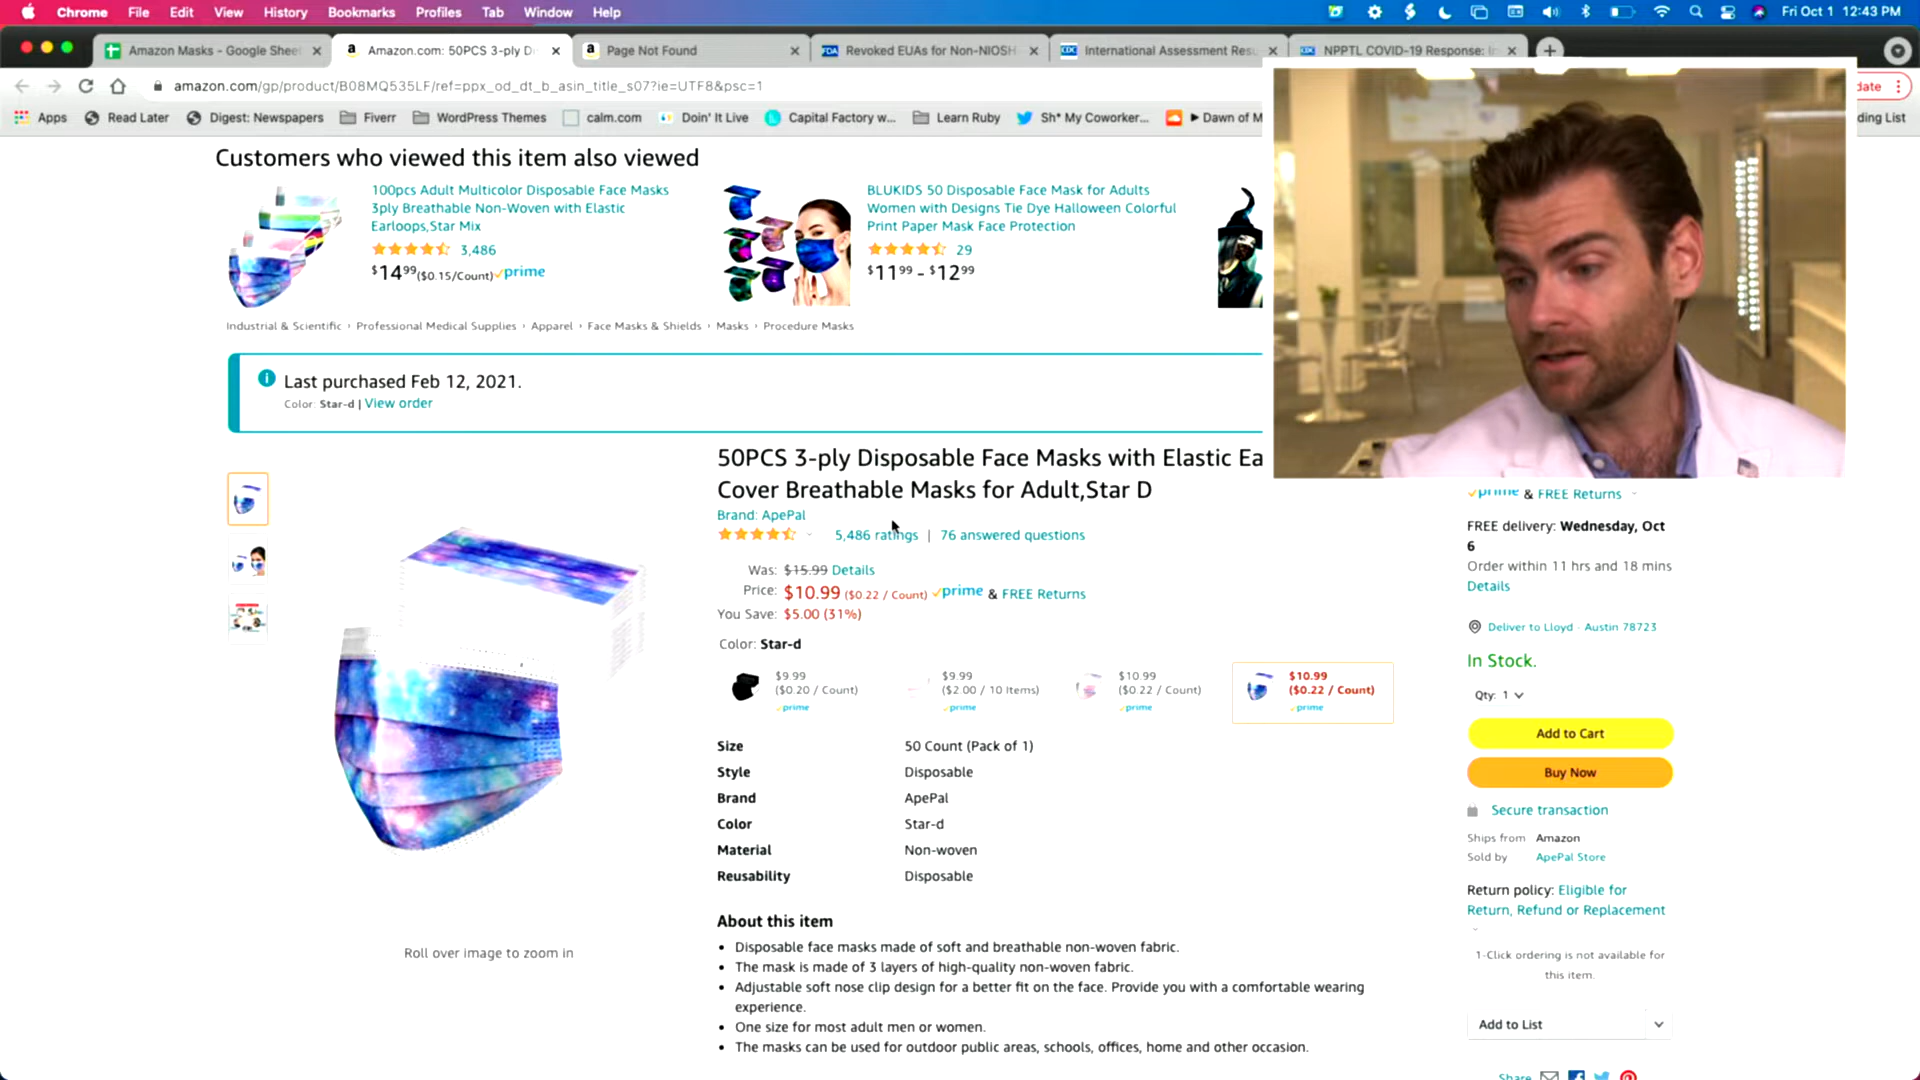 Chrome File Edit View History Bookmarks Profiles Tab Window Help Fri Oct 1 12:43 PM
Amazon Masks - Google Shee Amazon.com: 50PCS 3-ply D Page Not Found Revoked EUAs for Non-NIOSH International Assessment Res NPPTL COVID-19 Response:
amazon.com/gp/product/B08MQ535LF/ref=ppx_od_dt_b_asin_title_s07?ie=UTF8&psc=1 date
Apps Read Later Digest: Newspapers Fiverr WordPress Themes calm.com Doin' It Live Capital Factory w... Learn Ruby Sh* My Coworker... Dawn of M ding List
Customers who viewed this item also viewed
100pcs Adult Multicolor Disposable Face Masks
3ply Breathable Non-Woven with Elastic
Earloops,Star Mix
3,486
$14.99($0.15/Count) prime
BLUKIDS 50 Disposable Face Mask for Adults
Women with Designs Tie Dye Halloween Colorful
Print Paper Mask Face Protection
29
$11.99 - $12.99
Industrial & Scientific › Professional Medical Supplies › Apparel › Face Masks & Shields › Masks › Procedure Masks
Last purchased Feb 12, 2021.
Color: Star-d | View order
50PCS 3-ply Disposable Face Masks with Elastic Ea
Cover Breathable Masks for Adult,Star D
Brand: ApePal
5,486 ratings | 76 answered questions
Was: $15.99 Details
Price: $10.99 ($0.22 / Count) prime & FREE Returns
You Save: $5.00 (31%)
Color: Star-d
$9.99
($0.20 / Count)
prime
$9.99
($2.00 / 10 Items)
prime
$10.99
($0.22 / Count)
prime
$10.99
($0.22 / Count)
prime
Size 50 Count (Pack of 1)
Style Disposable
Brand ApePal
Color Star-d
Material Non-woven
Reusability Disposable
About this item
• Disposable face masks made of soft and breathable non-woven fabric.
• The mask is made of 3 layers of high-quality non-woven fabric.
• Adjustable soft nose clip design for a better fit on the face. Provide you with a comfortable wearing
experience.
• One size for most adult men or women.
• The masks can be used for outdoor public areas, schools, offices, home and other occasion.
Roll over image to zoom in
prime & FREE Returns
FREE delivery: Wednesday, Oct
6
Order within 11 hrs and 18 mins
Details
Deliver to Lloyd - Austin 78723
In Stock.
Qty: 1
Add to Cart
Buy Now
Secure transaction
Ships from Amazon
Sold by ApePal Store
Return policy: Eligible for
Return, Refund or Replacement
1-Click ordering is not available for
this item.
Add to List
Share